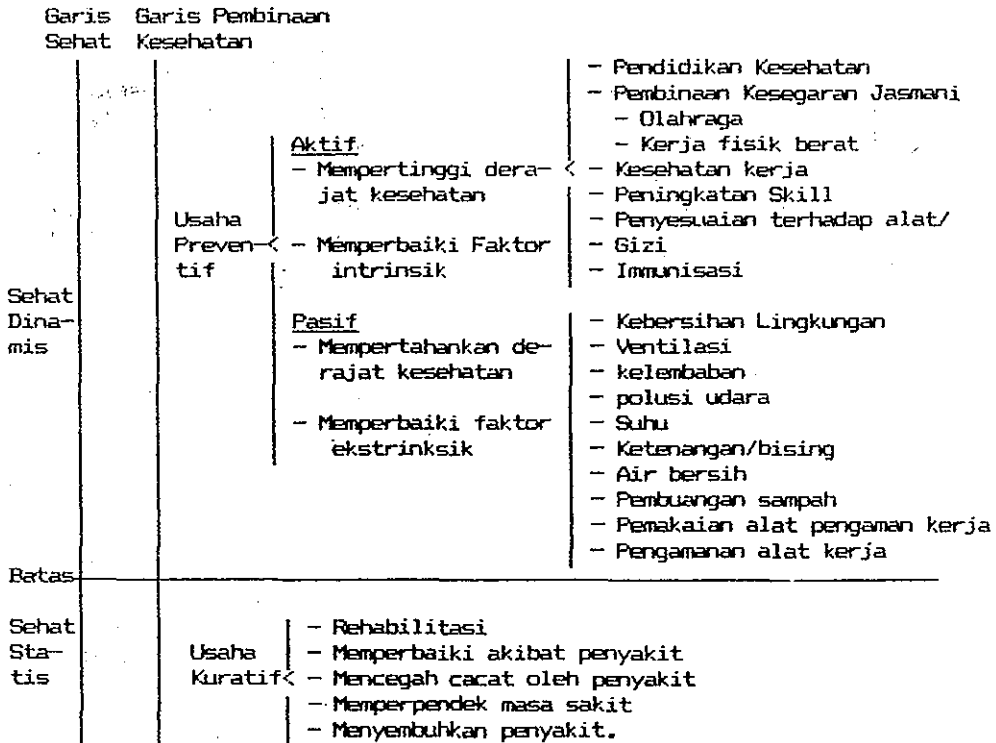 Garis Garis Pembinaan
Sehat Kesehatan
- Pendidikan Kesehatan
- Pembinaan Kesegaran Jasmani
- Olahraga
Aktif - Kerja fisik berat
- Mempertinggi dera- < - Kesehatan kerja
jat kesehatan - Peningkatan Skill
Usaha - Penyesuaian terhadap alat/
Preven-< - Memperbaiki Faktor - Gizi
tif intrinsik - Immunisasi
Sehat
Dina- Pasif - Kebersihan Lingkungan
mis - Mempertahankan de- - Ventilasi
rajat kesehatan - kelembaban
- polusi udara
- Memperbaiki faktor - Suhu
ekstrinksik - Ketenangan/bising
- Air bersih
- Pembuangan sampah
- Pemakaian alat pengaman kerja
- Pengamanan alat kerja
Batas
Sehat - Rehabilitasi
Sta- Usaha - Memperbaiki akibat penyakit
tis Kuratif< - Mencegah cacat oleh penyakit
- Memperpendek masa sakit
- Menyembuhkan penyakit.